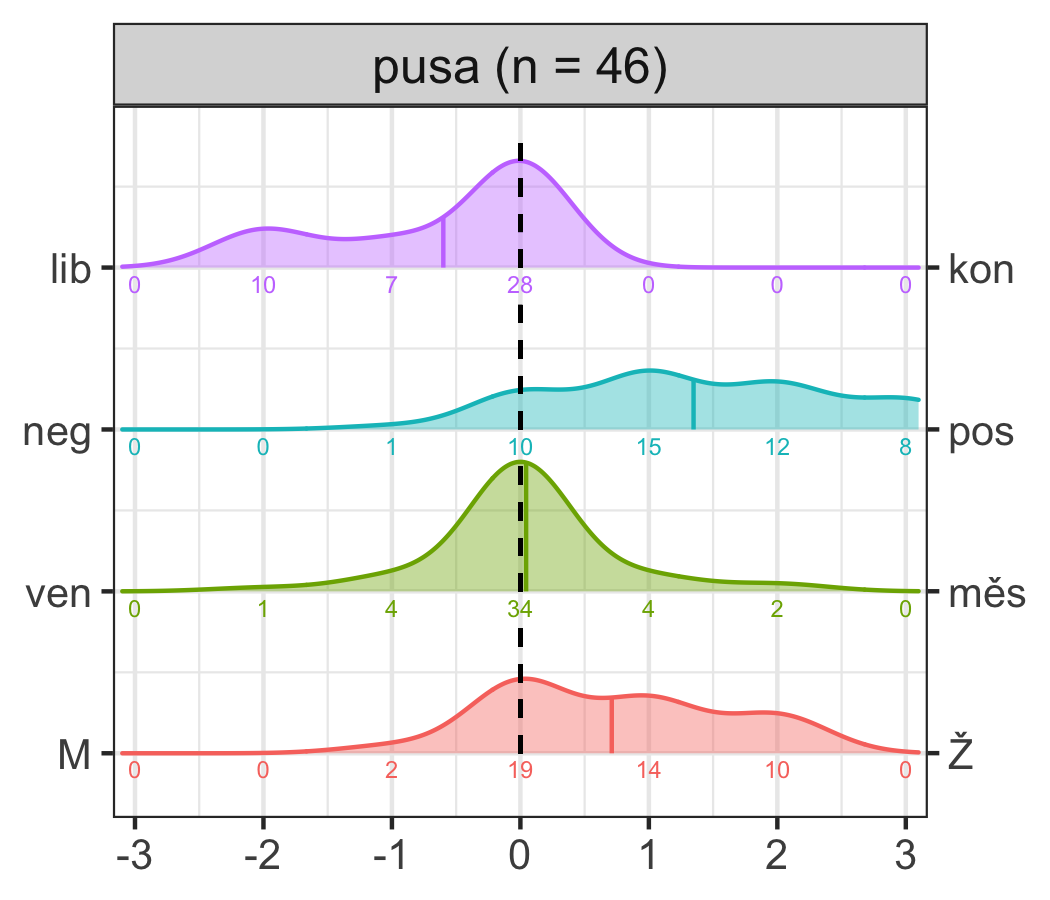 pusa (n = 46)
lib kon
0 10 7 28 0 0 0
neg pos
0 0 1 10 15 12 8
ven měs
0 1 4 34 4 2 0
M Ž
0 0 2 19 14 10 0
-3 -2 -1 0 1 2 3